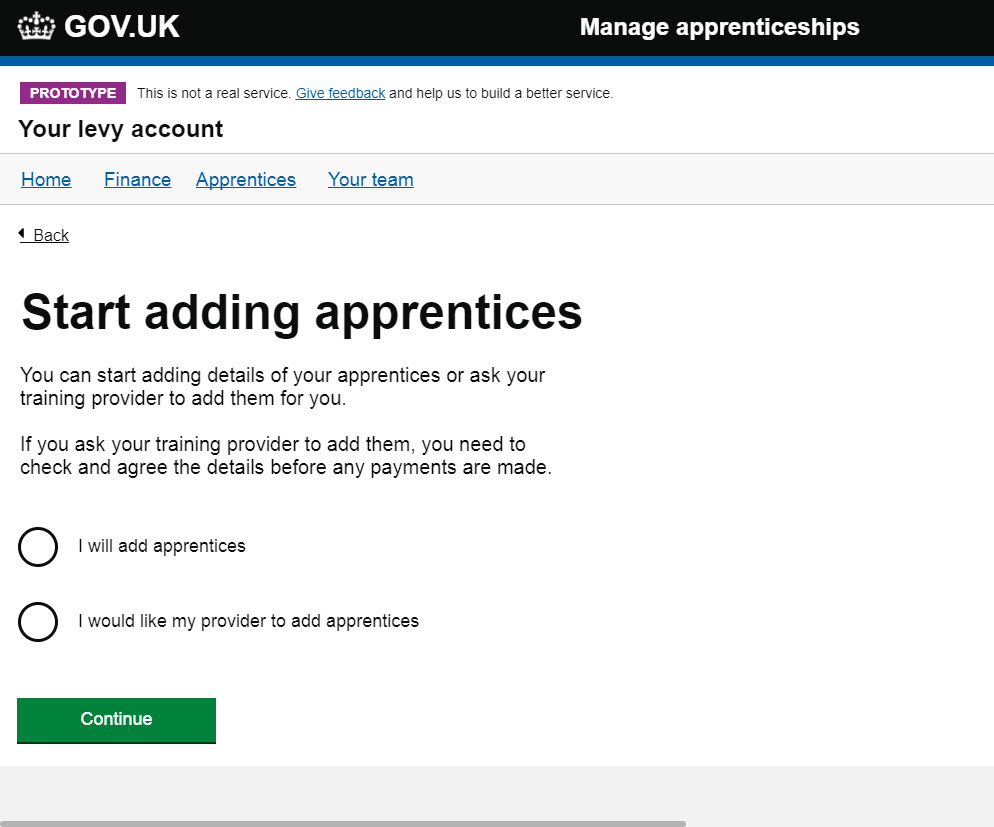 GOV.UK Manage apprenticeships
PROTOTYPE This is not a real service. Give feedback and help us to build a better service.
Your levy account
Home Finance Apprentices Your team
Back
Start adding apprentices
You can start adding details of your apprentices or ask your
training provider to add them for you.
If you ask your training provider to add them, you need to
check and agree the details before any payments are made.
I will add apprentices
I would like my provider to add apprentices
Continue